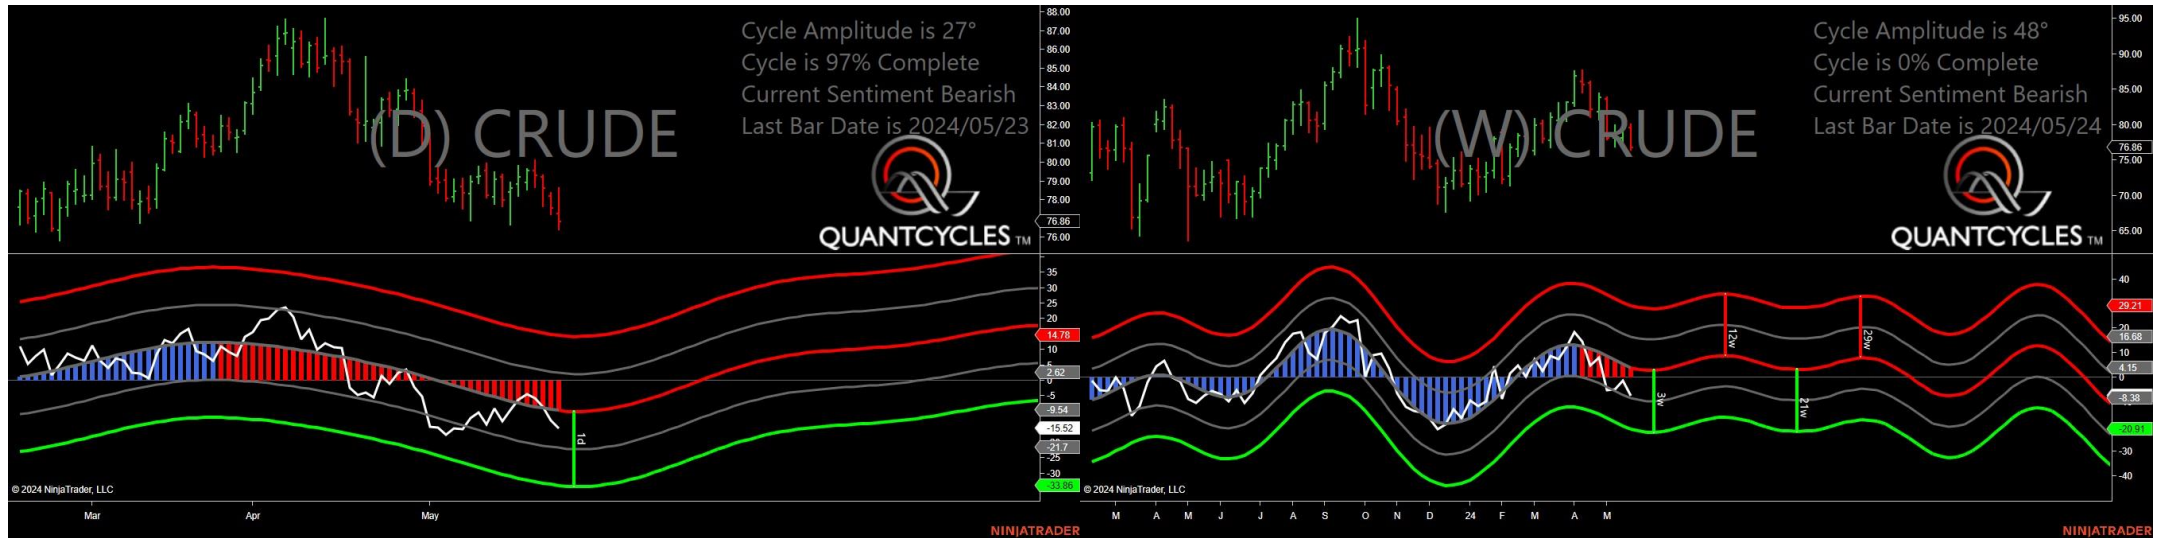 Cycle Amplitude is 27°
Cycle is 97% Complete
Current Sentiment Bearish
Last Bar Date is 2024/05/23
(D) CRUDE
QUANTCYCLES TM
88.00
87.00
86.00
85.00
84.00
83.00
82.00
81.00
80.00
79.00
78.00
76.86
76.00
35
30
25
20
14.78
10
5
2.62
0
-5
-9.54
-15.52
-21.7
-25
-30
-33.86
1d
© 2024 NinjaTrader, LLC
Mar
Apr
May
NINJATRADER
Cycle Amplitude is 48°
Cycle is 0% Complete
Current Sentiment Bearish
Last Bar Date is 2024/05/24
(W) CRUDE
QUANTCYCLES TM
95.00
90.00
85.00
80.00
76.86
75.00
70.00
65.00
40
29.21
20
16.68
10
4.15
0
-8.38
-20.91
-30
-40
3w
12w
21w
29w
© 2024 NinjaTrader, LLC
M A M J J A S O N D 24 F M A M
NINJATRADER